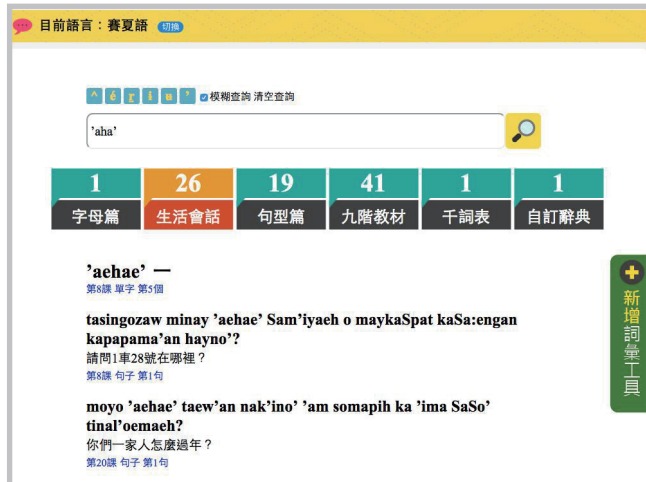 目前語言：賽夏語 切換
^ é r i u ' 模糊查詢 清空查詢
'aha'
1 26 19 41 1 1
字母篇 生活會話 句型篇 九階教材 千詞表 自訂辭典
’aehae’ 一
第8課 單字 第5個
tasingozaw minay ’aehae’ Sam’iyaeh o maykaSpat kaSa:engan
kapapama’an hayno’?
請問1車28號在哪裡？
第8課 句子 第1句
moyo ’aehae’ taew’an nak’ino’ ’am somapih ka ’ima SaSo’
tinal’oemaeh?
你們一家人怎麼過年？
第20課 句子 第1句
新增詞彙工具